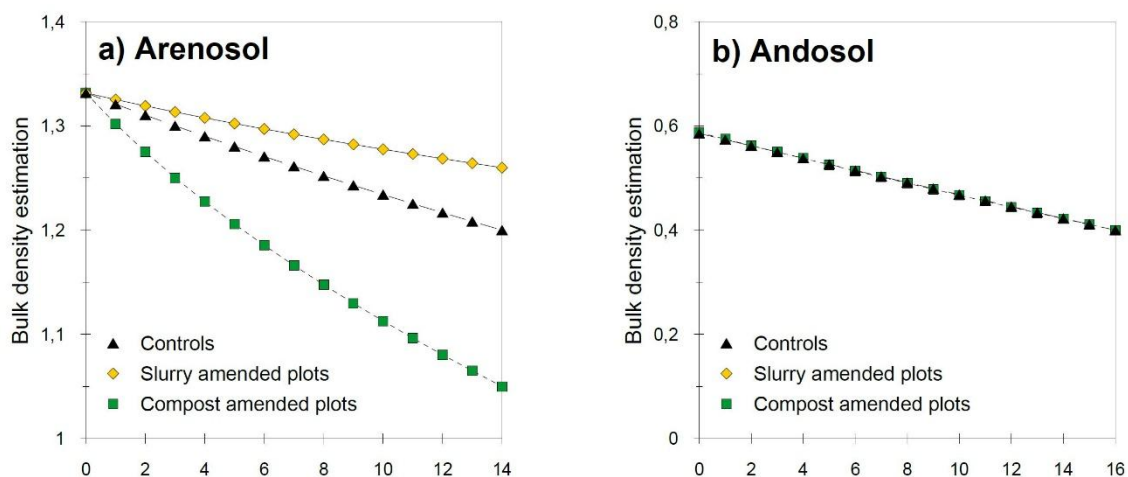 a) Arenosol
Bulk density estimation
1,4
1,3
1,2
1,1
1
Controls
Slurry amended plots
Compost amended plots
0 2 4 6 8 10 12 14
b) Andosol
Bulk density estimation
0,8
0,6
0,4
0,2
0
Controls
Slurry amended plots
Compost amended plots
0 2 4 6 8 10 12 14 16